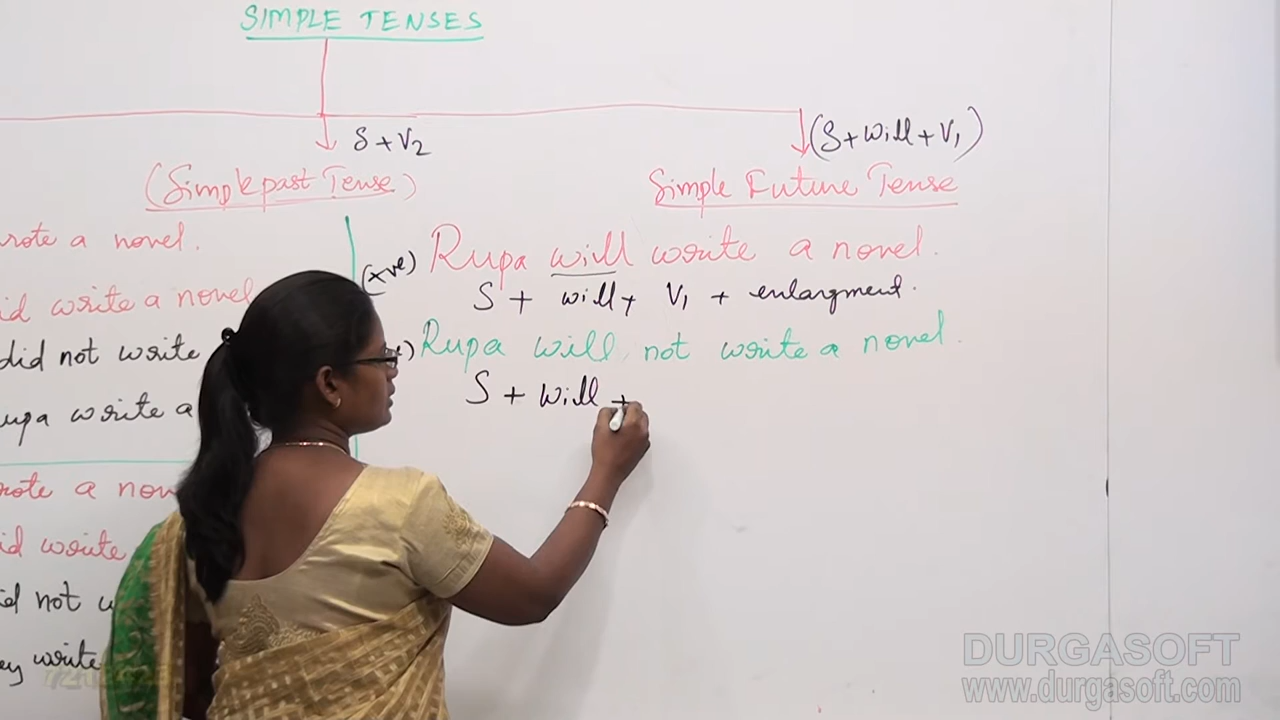 SIMPLE TENSES
S + V2
(S + will + V1)
(Simple past Tense)
Simple Future Tense
rote a novel.
id write a novel
did not write
upa write a
rote a nov
id write
id not w
ey write
(+ve) Rupa will write a novel.
S + will + V1 + enlargment.
) Rupa will not write a novel.
S + will +
DURGASOFT
www.durgasoft.com